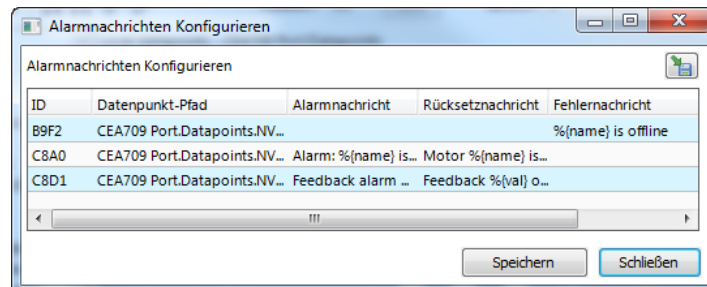 Alarmnachrichten Konfigurieren
Alarmnachrichten Konfigurieren
ID Datenpunkt-Pfad Alarmnachricht Rücksetznachricht Fehlernachricht
B9F2 CEA709 Port.Datapoints.NV... %{name} is offline
C8A0 CEA709 Port.Datapoints.NV... Alarm: %{name} is... Motor %{name} is...
C8D1 CEA709 Port.Datapoints.NV... Feedback alarm ... Feedback %{val} o...
Speichern Schließen